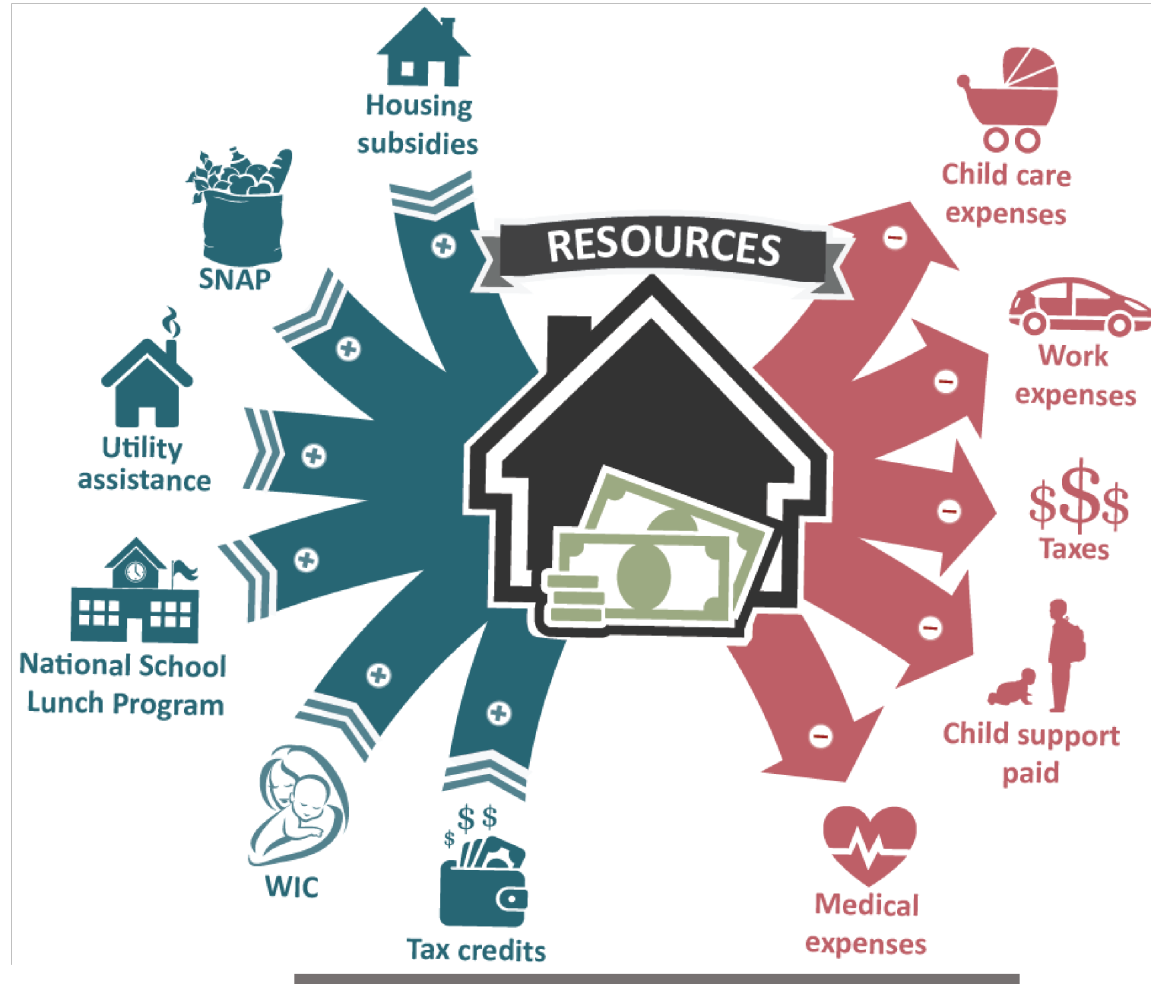 RESOURCES
Housing
subsidies
SNAP
Utility
assistance
National School
Lunch Program
WIC
$ $ $
Tax credits
Child care
expenses
Work
expenses
$$$
Taxes
Child support
paid
Medical
expenses